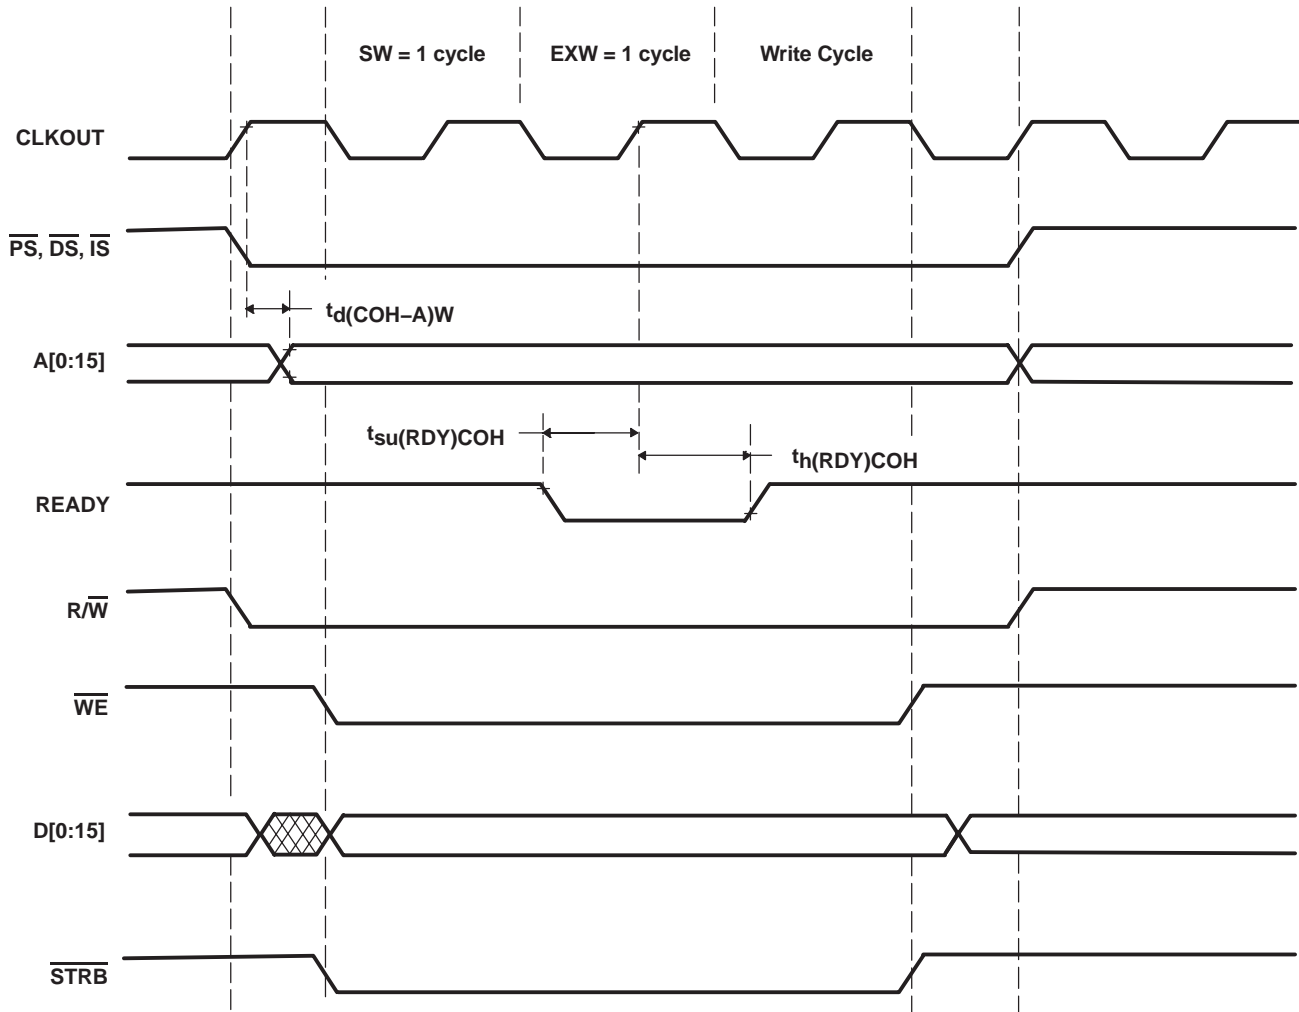 SW = 1 cycle
EXW = 1 cycle
Write Cycle
CLKOUT
PS, DS, IS
td(COH–A)W
A[0:15]
tsu(RDY)COH
th(RDY)COH
READY
R/W
WE
D[0:15]
STRB